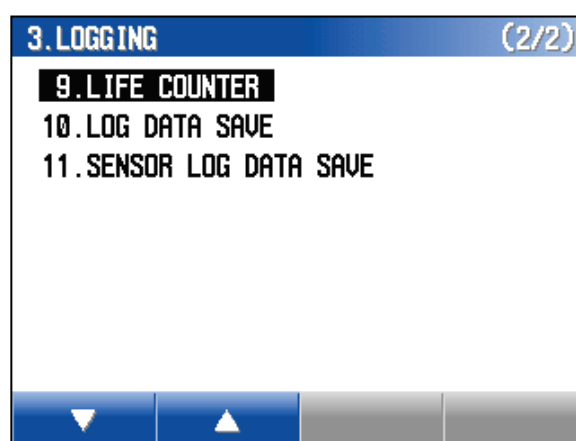 3.LOGGING (2/2)
9.LIFE COUNTER
10.LOG DATA SAVE
11.SENSOR LOG DATA SAVE